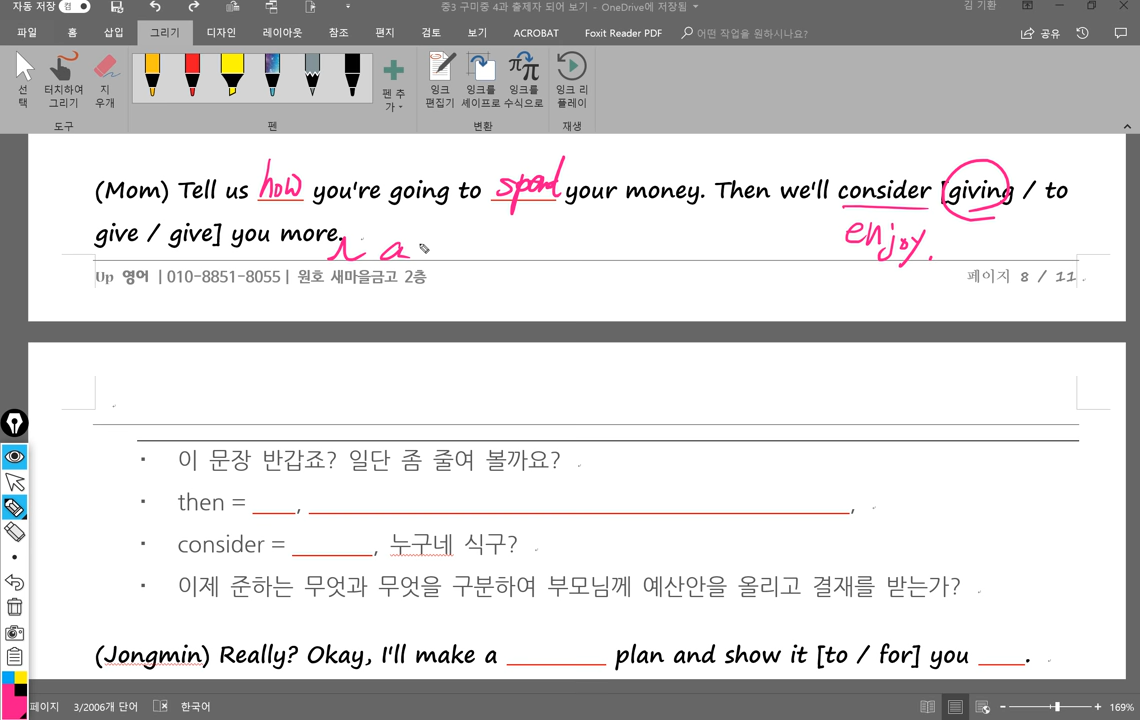 자동 저장 중3 구미중 4과 출제자 되어 보기 - OneDrive에 저장됨 김 기환
파일 홈 삽입 그리기 디자인 레이아웃 참조 편지 검토 보기 ACROBAT Foxit Reader PDF 어떤 작업을 원하시나요? 공유
선택 터치하여 그리기 지우개 펜 추가 잉크 편집기 잉크를 셰이프로 잉크를 수식으로 잉크 리플레이
도구 펜 변환 재생
(Mom) Tell us how you're going to spend your money. Then we'll consider [giving / to
give / give] you more.
enjoy.
Up 영어 | 010-8851-8055 | 원호 새마을금고 2층 페이지 8 / 11
· 이 문장 반갑죠? 일단 좀 줄여 볼까요?
· then = ____, ____,
· consider = ____, 누구네 식구?
· 이제 준하는 무엇과 무엇을 구분하여 부모님께 예산안을 올리고 결재를 받는가?
(Jongmin) Really? Okay, I'll make a ____ plan and show it [to / for] you ____.
페이지 3/2006개 단어 한국어 169%